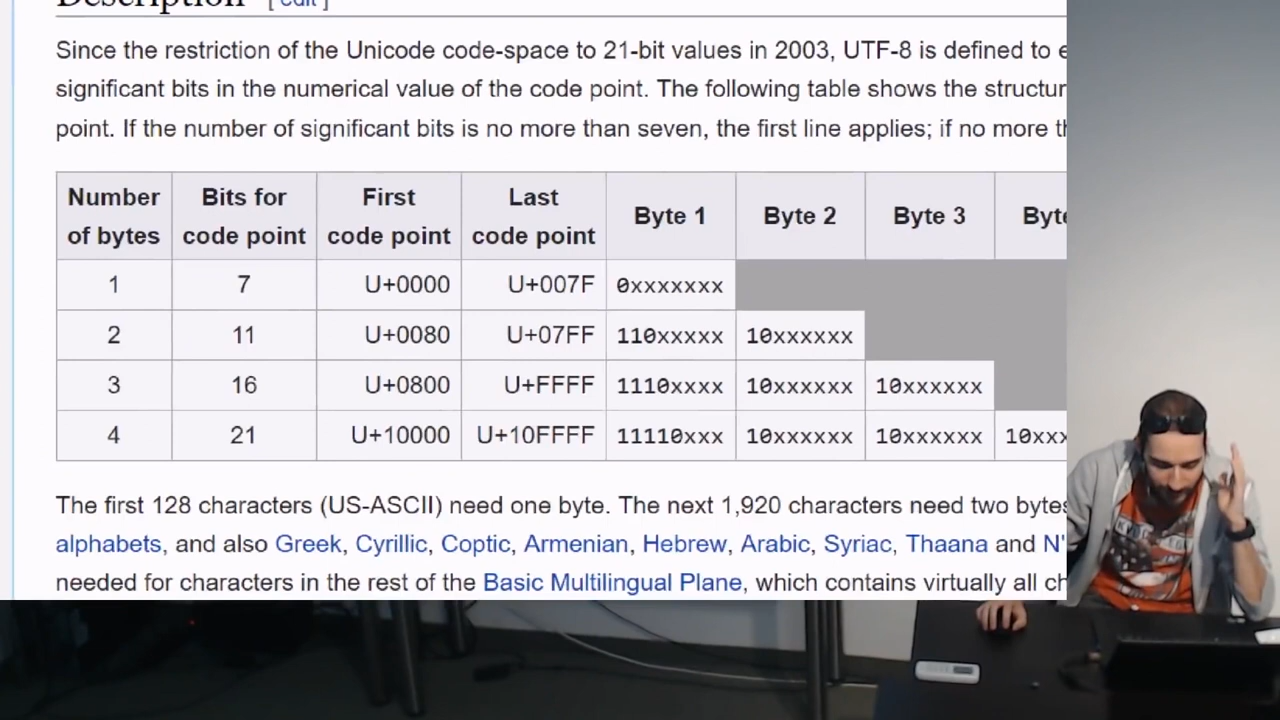 Description [ edit ]
Since the restriction of the Unicode code-space to 21-bit values in 2003, UTF-8 is defined to e
significant bits in the numerical value of the code point. The following table shows the structur
point. If the number of significant bits is no more than seven, the first line applies; if no more th
Number of bytes Bits for code point First code point Last code point Byte 1 Byte 2 Byte 3 Byte
1 7 U+0000 U+007F 0xxxxxxx
2 11 U+0080 U+07FF 110xxxxx 10xxxxxx
3 16 U+0800 U+FFFF 1110xxxx 10xxxxxx 10xxxxxx
4 21 U+10000 U+10FFFF 11110xxx 10xxxxxx 10xxxxxx 10xxx
The first 128 characters (US-ASCII) need one byte. The next 1,920 characters need two bytes
alphabets, and also Greek, Cyrillic, Coptic, Armenian, Hebrew, Arabic, Syriac, Thaana and N'
needed for characters in the rest of the Basic Multilingual Plane, which contains virtually all ch